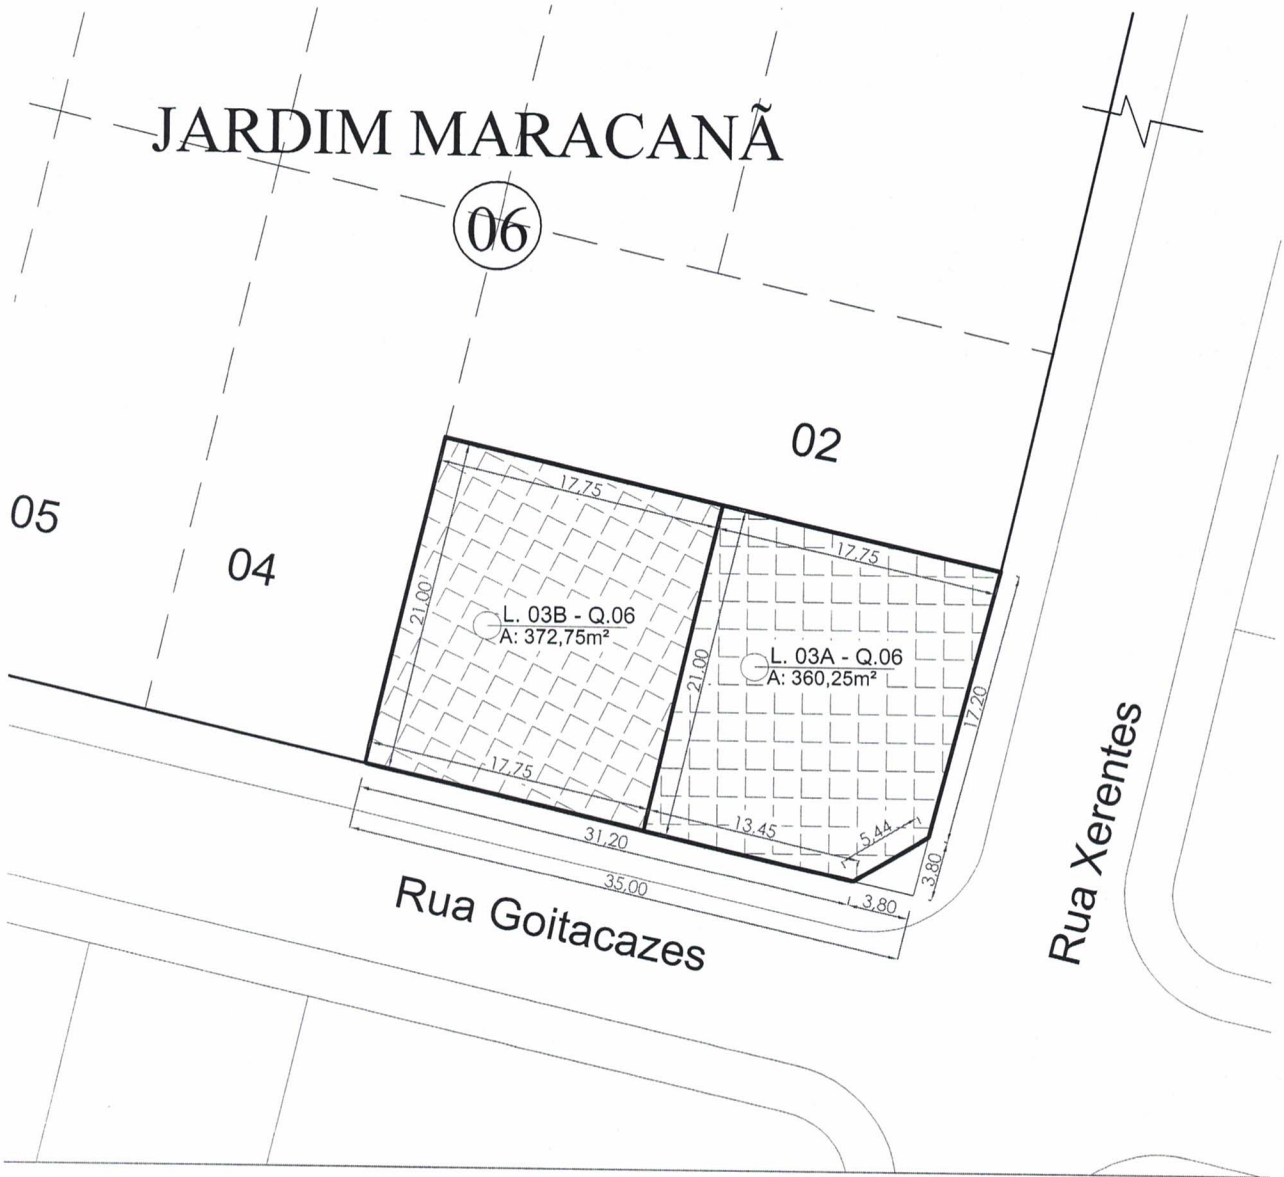 JARDIM MARACANÃ
06
02
05
04
17,75
17,75
21,00
L. 03B - Q.06
A: 372,75m²
21,00
L. 03A - Q.06
A: 360,25m²
17,20
17,75
13,45
5,44
3,80
3,80
31,20
35,00
Rua Goitacazes
Rua Xerentes